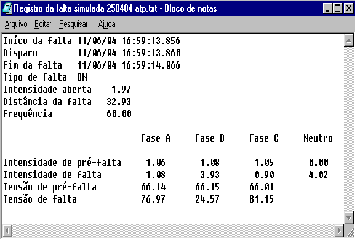 Registro da falta simulada 250404 atp.txt - Bloco de notas
Arquivo Editar Pesquisar Ajuda
Início da falta 11/06/04 16:59:13.856
Disparo 11/06/04 16:59:13.868
Fin da falta 11/06/04 16:59:14.066
Tipo de falta BN
Intensidade aberta 1.97
Distância da falta 32.93
Frequência 60.00
Fase A Fase B Fase C Neutro
Intensidade de pré-falta 1.06 1.08 1.05 0.00
Intensidade de falta 1.08 3.93 0.90 4.02
Tensão de pré-falta 66.14 66.15 66.01
Tensão de falta 76.97 24.57 81.15